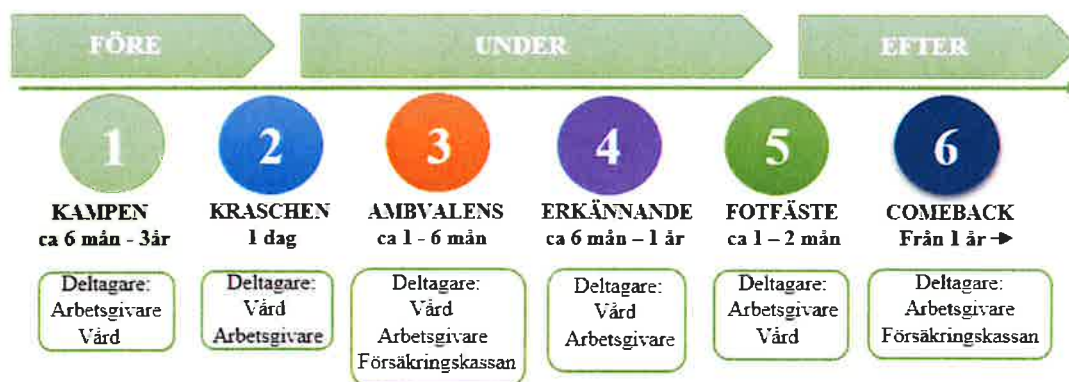 FÖRE
UNDER
EFTER
1
2
3
4
5
6
KAMPEN
ca 6 mån - 3år
KRASCHEN
1 dag
AMBVALENS
ca 1 - 6 mån
ERKÄNNANDE
ca 6 mån – 1 år
FOTFÄSTE
ca 1 – 2 mån
COMEBACK
Från 1 år →
Deltagare:
Arbetsgivare
Vård
Deltagare:
Vård
Arbetsgivare
Deltagare:
Vård
Arbetsgivare
Försäkringskassan
Deltagare:
Vård
Arbetsgivare
Deltagare:
Arbetsgivare
Vård
Deltagare:
Arbetsgivare
Försäkringskassan